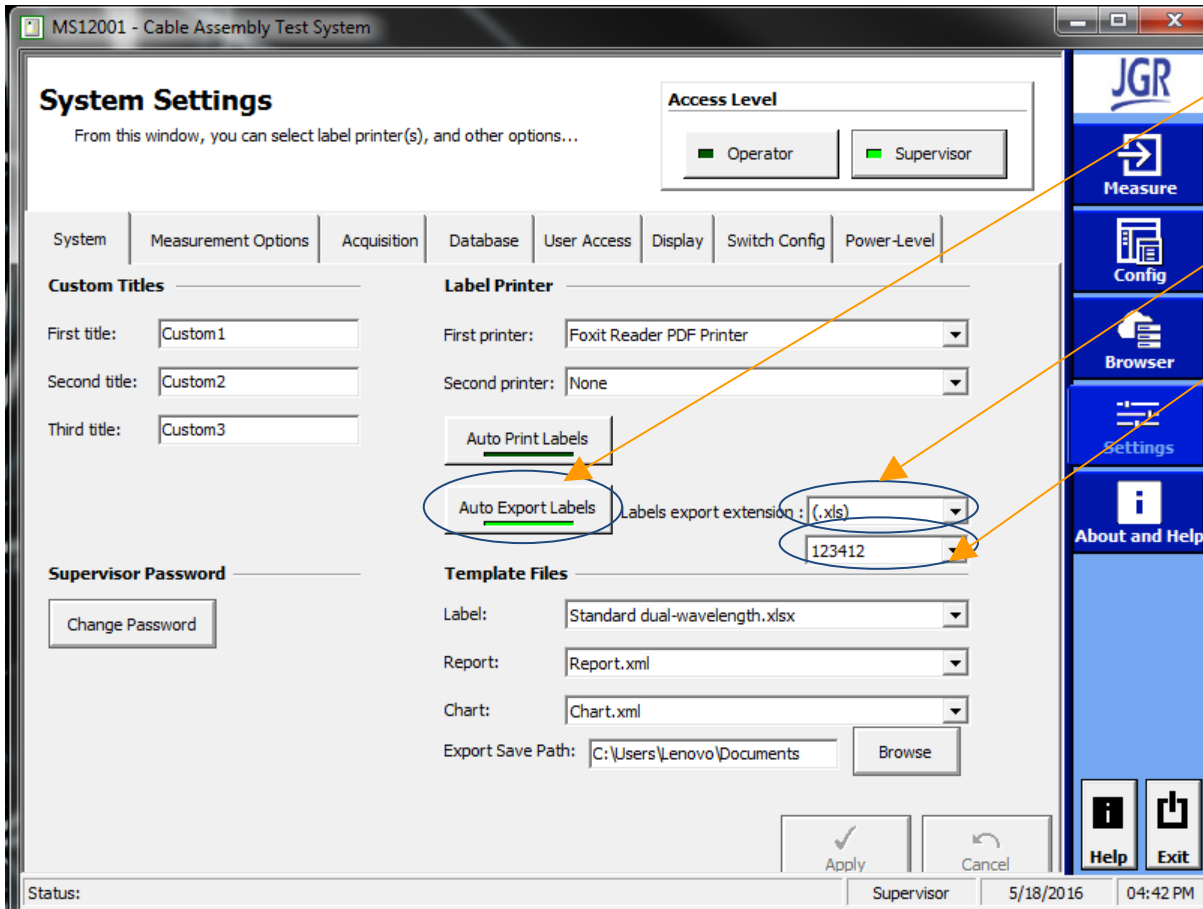 MS12001 - Cable Assembly Test System
System Settings
From this window, you can select label printer(s), and other options...
Access Level
Operator
Supervisor
JGR
Measure
Config
Browser
Settings
About and Help
System
Measurement Options
Acquisition
Database
User Access
Display
Switch Config
Power-Level
Custom Titles
First title:
Custom1
Second title:
Custom2
Third title:
Custom3
Label Printer
First printer:
Foxit Reader PDF Printer
Second printer:
None
Auto Print Labels
Auto Export Labels
Labels export extension :
(.xls)
123412
Supervisor Password
Change Password
Template Files
Label:
Standard dual-wavelength.xlsx
Report:
Report.xml
Chart:
Chart.xml
Export Save Path:
C:\Users\Lenovo\Documents
Browse
Apply
Cancel
Help
Exit
Status:
Supervisor
5/18/2016
04:42 PM